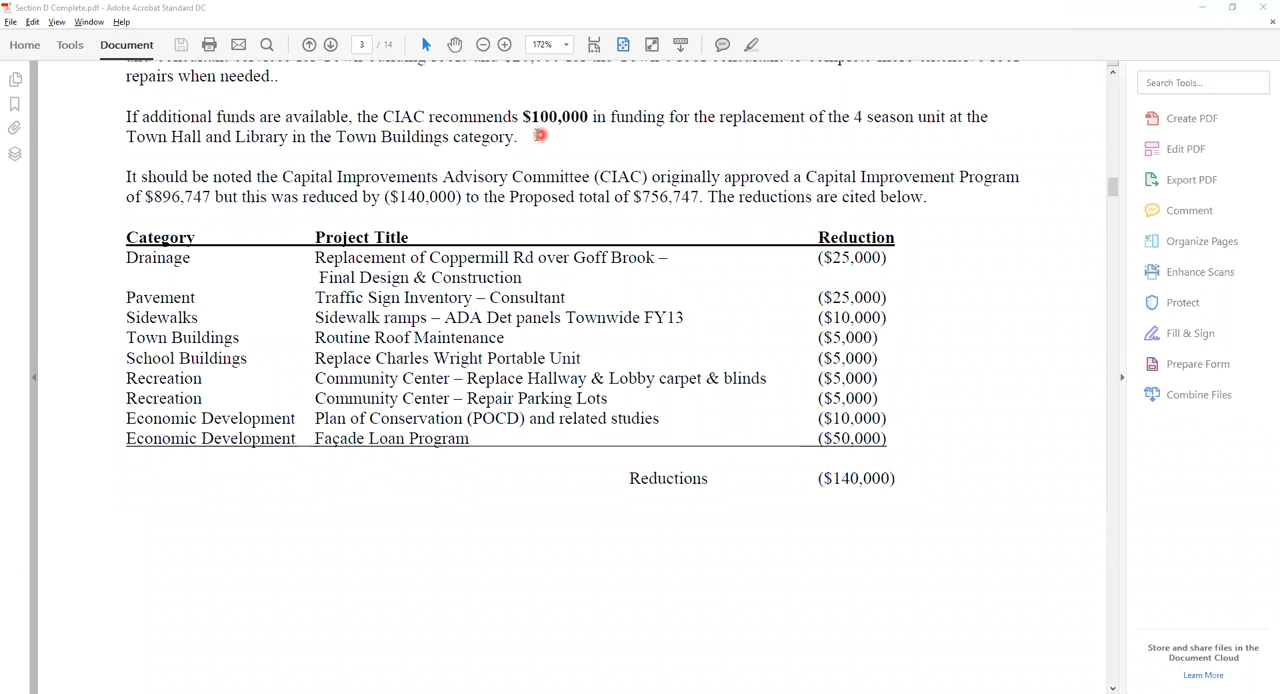 Section D Complete.pdf - Adobe Acrobat Standard DC
File Edit View Window Help
Home Tools Document 3 / 14 172%
repairs when needed..
If additional funds are available, the CIAC recommends $100,000 in funding for the replacement of the 4 season unit at the
Town Hall and Library in the Town Buildings category.
It should be noted the Capital Improvements Advisory Committee (CIAC) originally approved a Capital Improvement Program
of $896,747 but this was reduced by ($140,000) to the Proposed total of $756,747. The reductions are cited below.
Category Project Title Reduction
Drainage Replacement of Coppermill Rd over Goff Brook – ($25,000)
Final Design & Construction
Pavement Traffic Sign Inventory – Consultant ($25,000)
Sidewalks Sidewalk ramps – ADA Det panels Townwide FY13 ($10,000)
Town Buildings Routine Roof Maintenance ($5,000)
School Buildings Replace Charles Wright Portable Unit ($5,000)
Recreation Community Center – Replace Hallway & Lobby carpet & blinds ($5,000)
Recreation Community Center – Repair Parking Lots ($5,000)
Economic Development Plan of Conservation (POCD) and related studies ($10,000)
Economic Development Façade Loan Program ($50,000)
Reductions ($140,000)
Search Tools...
Create PDF
Edit PDF
Export PDF
Comment
Organize Pages
Enhance Scans
Protect
Fill & Sign
Prepare Form
Combine Files
Store and share files in the
Document Cloud
Learn More